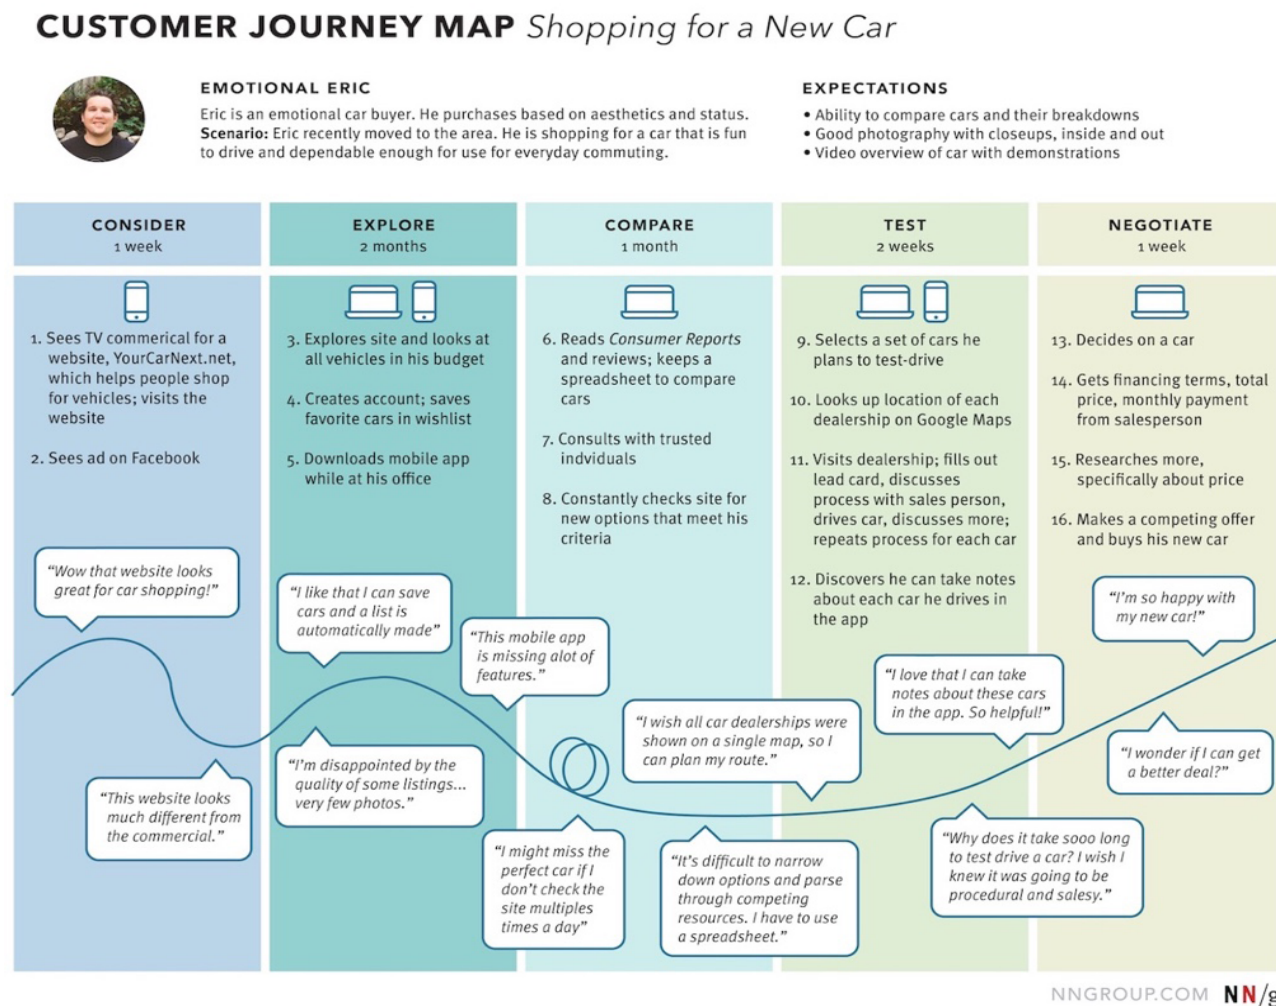 CUSTOMER JOURNEY MAP Shopping for a New Car
EMOTIONAL ERIC
Eric is an emotional car buyer. He purchases based on aesthetics and status.
Scenario: Eric recently moved to the area. He is shopping for a car that is fun
to drive and dependable enough for use for everyday commuting.
EXPECTATIONS
• Ability to compare cars and their breakdowns
• Good photography with closeups, inside and out
• Video overview of car with demonstrations
CONSIDER
1 week
EXPLORE
2 months
COMPARE
1 month
TEST
2 weeks
NEGOTIATE
1 week
1. Sees TV commerical for a
website, YourCarNext.net,
which helps people shop
for vehicles; visits the
website
2. Sees ad on Facebook
3. Explores site and looks at
all vehicles in his budget
4. Creates account; saves
favorite cars in wishlist
5. Downloads mobile app
while at his office
6. Reads Consumer Reports
and reviews; keeps a
spreadsheet to compare
cars
7. Consults with trusted
indviduals
8. Constantly checks site for
new options that meet his
criteria
9. Selects a set of cars he
plans to test-drive
10. Looks up location of each
dealership on Google Maps
11. Visits dealership; fills out
lead card, discusses
process with sales person,
drives car, discusses more;
repeats process for each car
12. Discovers he can take notes
about each car he drives in
the app
13. Decides on a car
14. Gets financing terms, total
price, monthly payment
from salesperson
15. Researches more,
specifically about price
16. Makes a competing offer
and buys his new car
“Wow that website looks
great for car shopping!”
“This website looks
much different from
the commercial.”
“I like that I can save
cars and a list is
automatically made”
“I’m disappointed by the
quality of some listings...
very few photos.”
“This mobile app
is missing alot of
features.”
“I might miss the
perfect car if I
don’t check the
site multiples
times a day”
“I wish all car dealerships were
shown on a single map, so I
can plan my route.”
“It’s difficult to narrow
down options and parse
through competing
resources. I have to use
a spreadsheet.”
“I love that I can take
notes about these cars
in the app. So helpful!”
“Why does it take sooo long
to test drive a car? I wish I
knew it was going to be
procedural and salesy.”
“I’m so happy with
my new car!”
“I wonder if I can get
a better deal?”
NNGROUP.COM NN/g